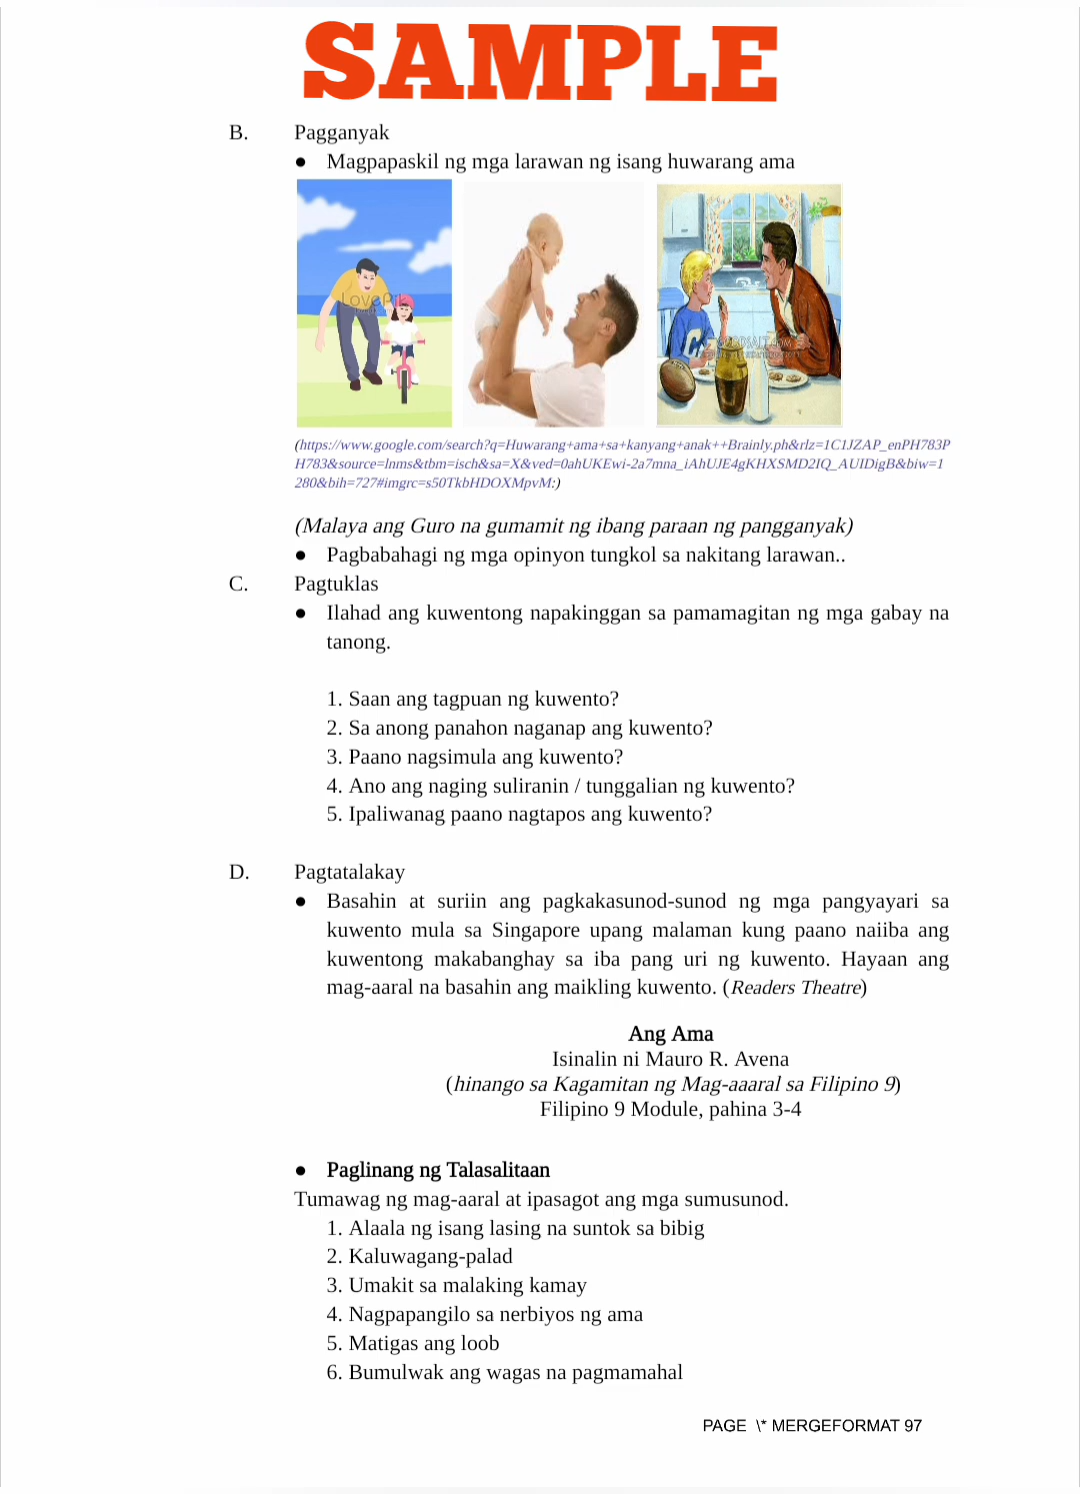 SAMPLE
B. Pagganyak
● Magpapaskil ng mga larawan ng isang huwarang ama
(https://www.google.com/search?q=Huwarang+ama+sa+kanyang+anak++Brainly.ph&rlz=1C1JZAP_enPH783P
H783&source=lnms&tbm=isch&sa=X&ved=0ahUKEwi-2a7mna_iAhUJE4gKHXSMD2IQ_AUIDigB&biw=1
280&bih=727#imgrc=s50TkbHDOXMpvM:)
(Malaya ang Guro na gumamit ng ibang paraan ng pangganyak)
● Pagbabahagi ng mga opinyon tungkol sa nakitang larawan..
C. Pagtuklas
● Ilahad ang kuwentong napakinggan sa pamamagitan ng mga gabay na
tanong.
1. Saan ang tagpuan ng kuwento?
2. Sa anong panahon naganap ang kuwento?
3. Paano nagsimula ang kuwento?
4. Ano ang naging suliranin / tunggalian ng kuwento?
5. Ipaliwanag paano nagtapos ang kuwento?
D. Pagtatalakay
● Basahin at suriin ang pagkakasunod-sunod ng mga pangyayari sa
kuwento mula sa Singapore upang malaman kung paano naiiba ang
kuwentong makabanghay sa iba pang uri ng kuwento. Hayaan ang
mag-aaral na basahin ang maikling kuwento. (Readers Theatre)
Ang Ama
Isinalin ni Mauro R. Avena
(hinango sa Kagamitan ng Mag-aaaral sa Filipino 9)
Filipino 9 Module, pahina 3-4
● Paglinang ng Talasalitaan
Tumawag ng mag-aaral at ipasagot ang mga sumusunod.
1. Alaala ng isang lasing na suntok sa bibig
2. Kaluwagang-palad
3. Umakit sa malaking kamay
4. Nagpapangilo sa nerbiyos ng ama
5. Matigas ang loob
6. Bumulwak ang wagas na pagmamahal
PAGE \* MERGEFORMAT 97